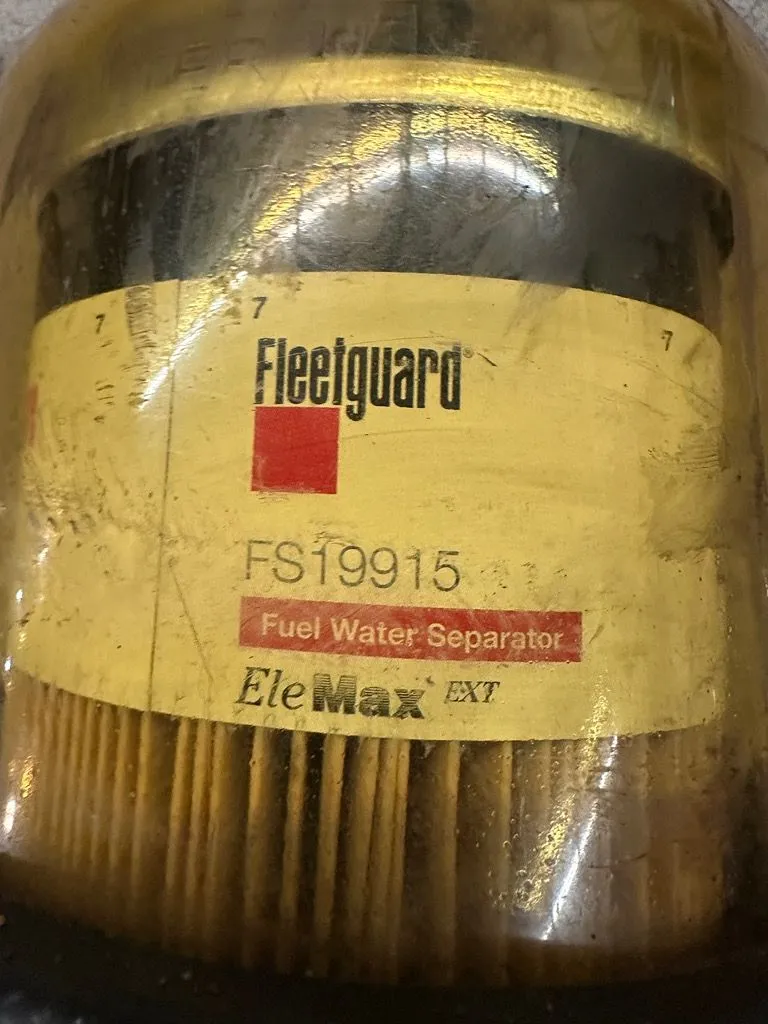 7 7 7
Fleetguard®
FS19915
Fuel Water Separator
EleMax EXT